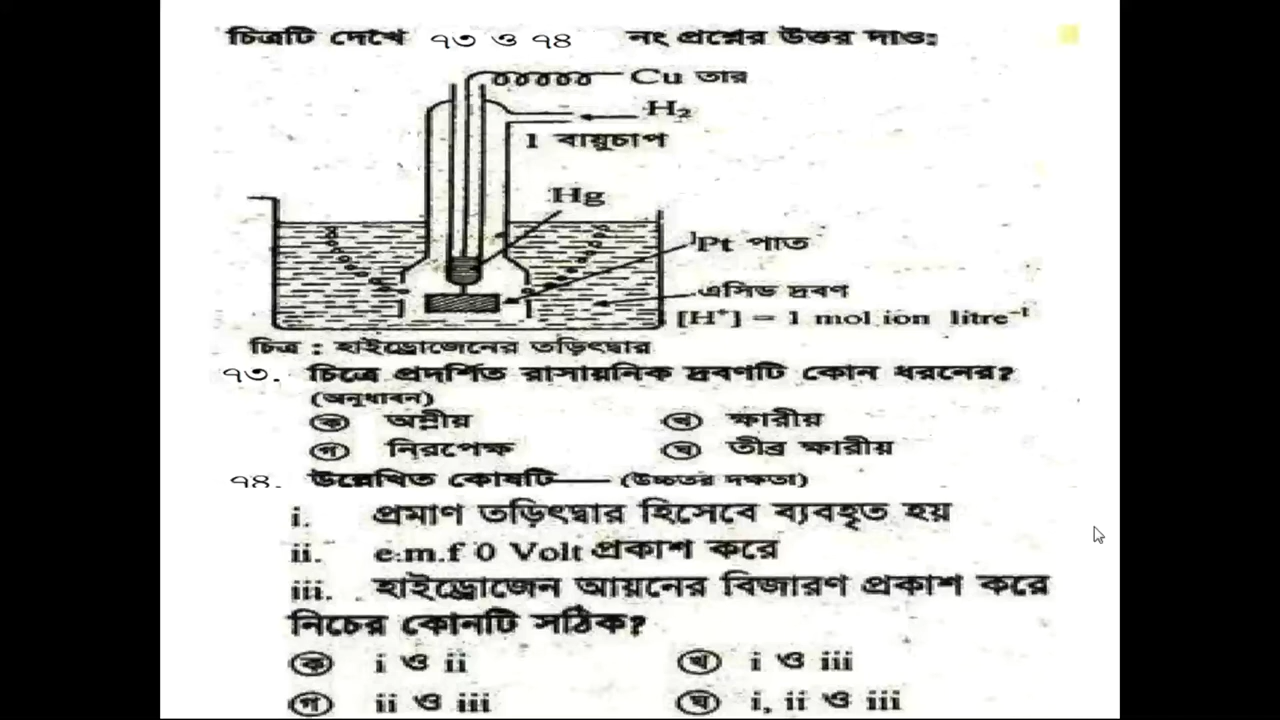 চিত্রটি দেখে ৭৩ ও ৭৪ নং প্রশ্নের উত্তর দাও:
Cu তার
H₂
1 বায়ুচাপ
Hg
Pt পাত
এসিড দ্রবণ
[H⁺] = 1 mol ion litre⁻¹
চিত্র : হাইড্রোজেনের তড়িৎদ্বার
৭৩. চিত্রে প্রদর্শিত রাসায়নিক দ্রবণটি কোন ধরনের?
(অনুধাবন)
ক অম্লীয় খ ক্ষারীয়
গ নিরপেক্ষ ঘ তীব্র ক্ষারীয়
৭৪. উল্লেখিত কোষটি— (উচ্চতর দক্ষতা)
i. প্রমাণ তড়িৎদ্বার হিসেবে ব্যবহৃত হয়
ii. e.m.f 0 Volt প্রকাশ করে
iii. হাইড্রোজেন আয়নের বিজারণ প্রকাশ করে
নিচের কোনটি সঠিক?
ক i ও ii খ i ও iii
গ ii ও iii ঘ i, ii ও iii